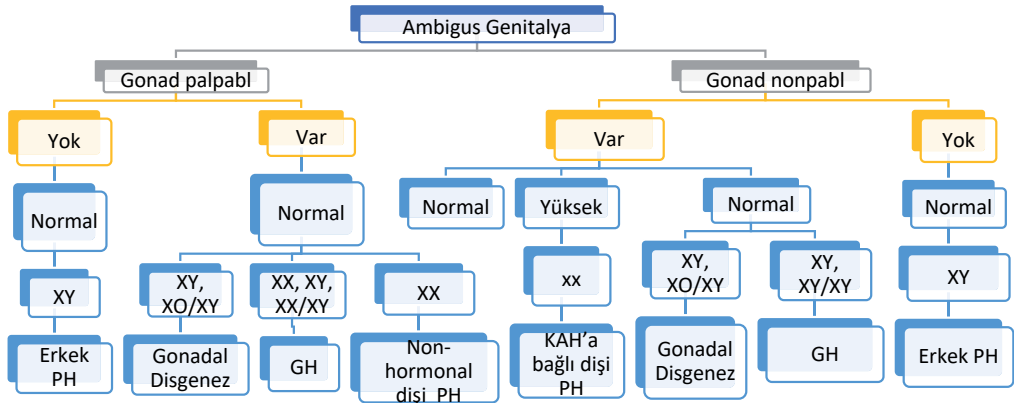 Ambigus Genitalya
Gonad palpabl
Gonad nonpabl
Yok
Var
Var
Yok
Normal
Normal
Normal
Yüksek
Normal
Normal
XY
XY,
XO/XY
XX, XY,
XX/XY
XX
xx
XY,
XO/XY
XY,
XY/XY
XY
Erkek
PH
Gonadal
Disgenez
GH
Non-
hormonal
disi PH
KAH’a
bağlı dişi
PH
Gonadal
Disgenez
GH
Erkek PH